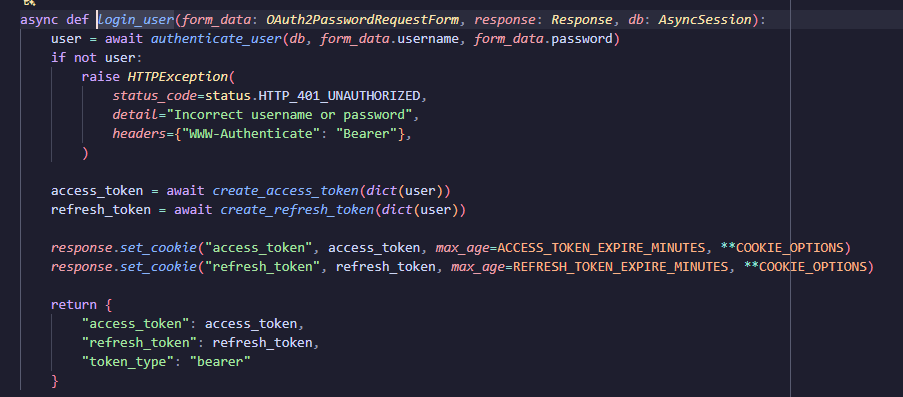 async def login_user(form_data: OAuth2PasswordRequestForm, response: Response, db: AsyncSession):
    user = await authenticate_user(db, form_data.username, form_data.password)
    if not user:
        raise HTTPException(
            status_code=status.HTTP_401_UNAUTHORIZED,
            detail="Incorrect username or password",
            headers={"WWW-Authenticate": "Bearer"},
        )
    access_token = await create_access_token(dict(user))
    refresh_token = await create_refresh_token(dict(user))
    response.set_cookie("access_token", access_token, max_age=ACCESS_TOKEN_EXPIRE_MINUTES, **COOKIE_OPTIONS)
    response.set_cookie("refresh_token", refresh_token, max_age=REFRESH_TOKEN_EXPIRE_MINUTES, **COOKIE_OPTIONS)
    return {
        "access_token": access_token,
        "refresh_token": refresh_token,
        "token_type": "bearer"
    }